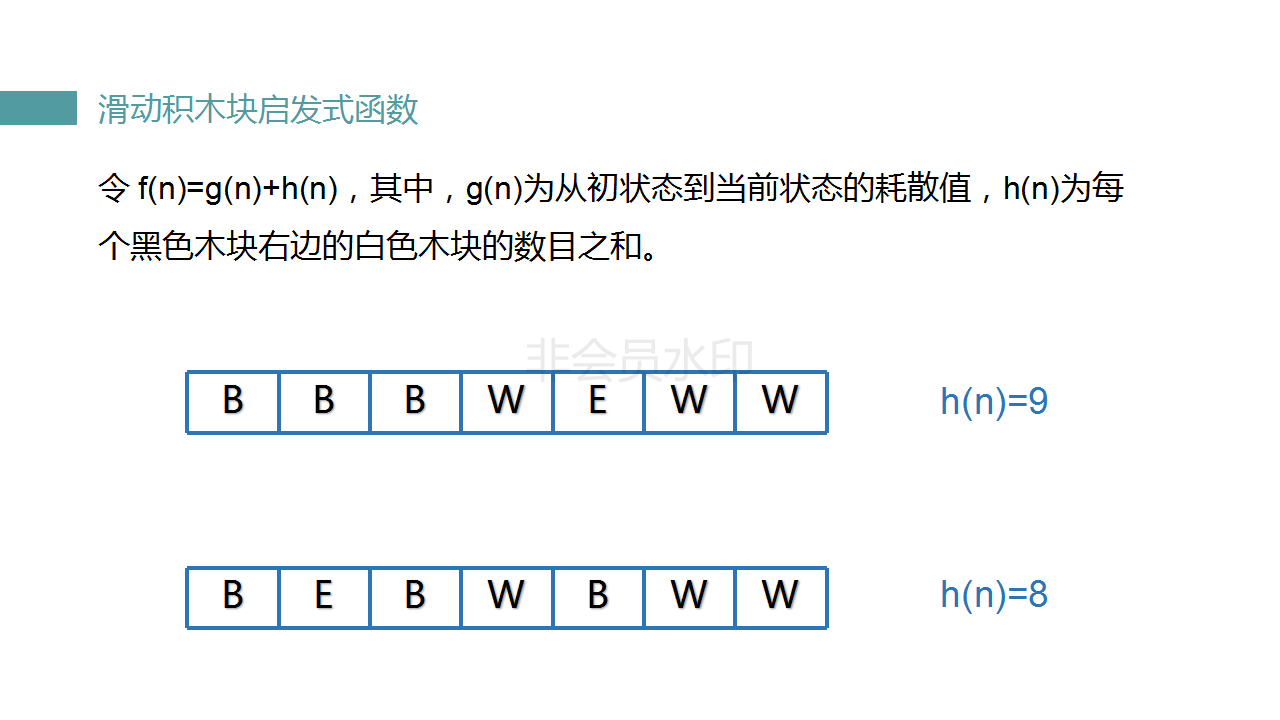 滑动积木块启发式函数
令 f(n)=g(n)+h(n)，其中，g(n)为从初状态到当前状态的耗散值，h(n)为每
个黑色木块右边的白色木块的数目之和。
非会员水印
B B B W E W W h(n)=9
B E B W B W W h(n)=8